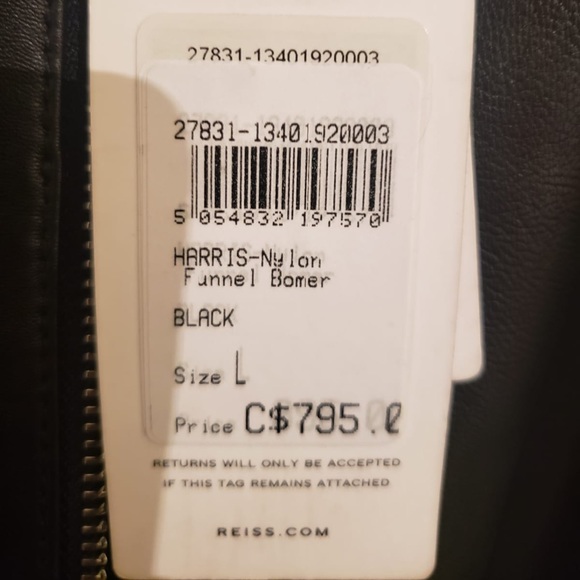 27831-13401920003
27831-13401920003
5 054832 197570
HARRIS-Nylon
Funnel Bomer
BLACK
Size L
Price C$795.0
RETURNS WILL ONLY BE ACCEPTED
IF THIS TAG REMAINS ATTACHED
REISS.COM